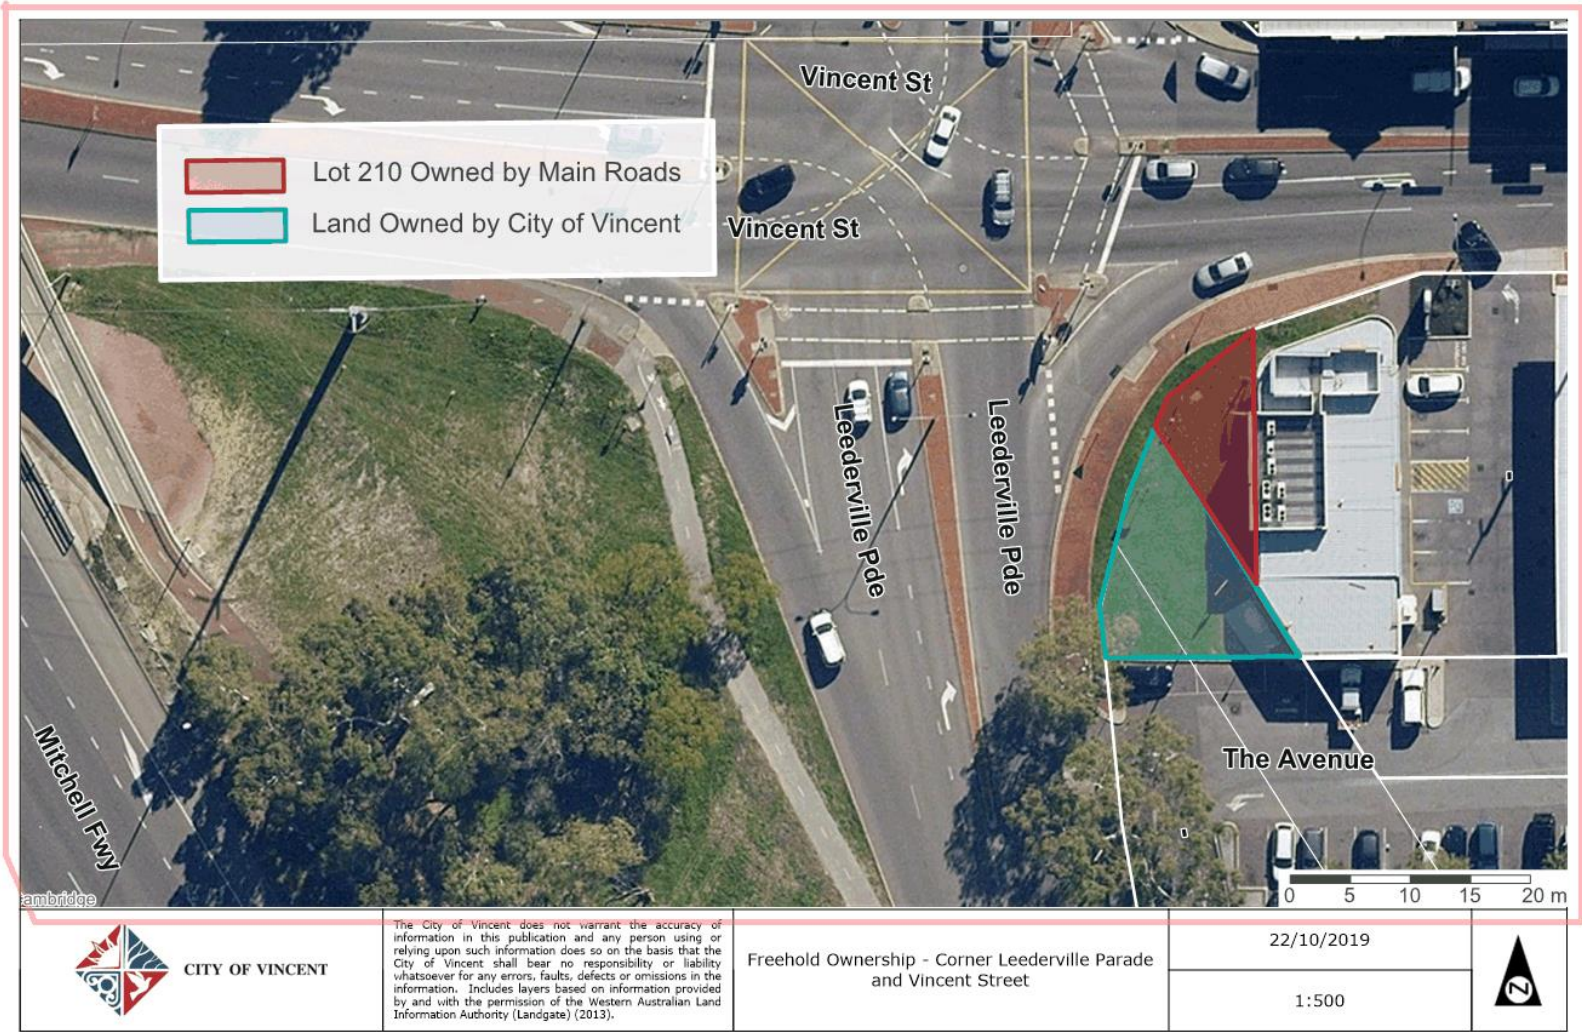 Vincent St
Lot 210 Owned by Main Roads
Land Owned by City of Vincent
Vincent St
Leederville Pde
Leederville Pde
Mitchell Fwy
The Avenue
ambridge
0 5 10 15 20 m
CITY OF VINCENT
The City of Vincent does not warrant the accuracy of
information in this publication and any person using or
relying upon such information does so on the basis that the
City of Vincent shall bear no responsibility or liability
whatsoever for any errors, faults, defects or omissions in the
information. Includes layers based on information provided
by and with the permission of the Western Australian Land
Information Authority (Landgate) (2013).
Freehold Ownership - Corner Leederville Parade
and Vincent Street
22/10/2019
1:500
N